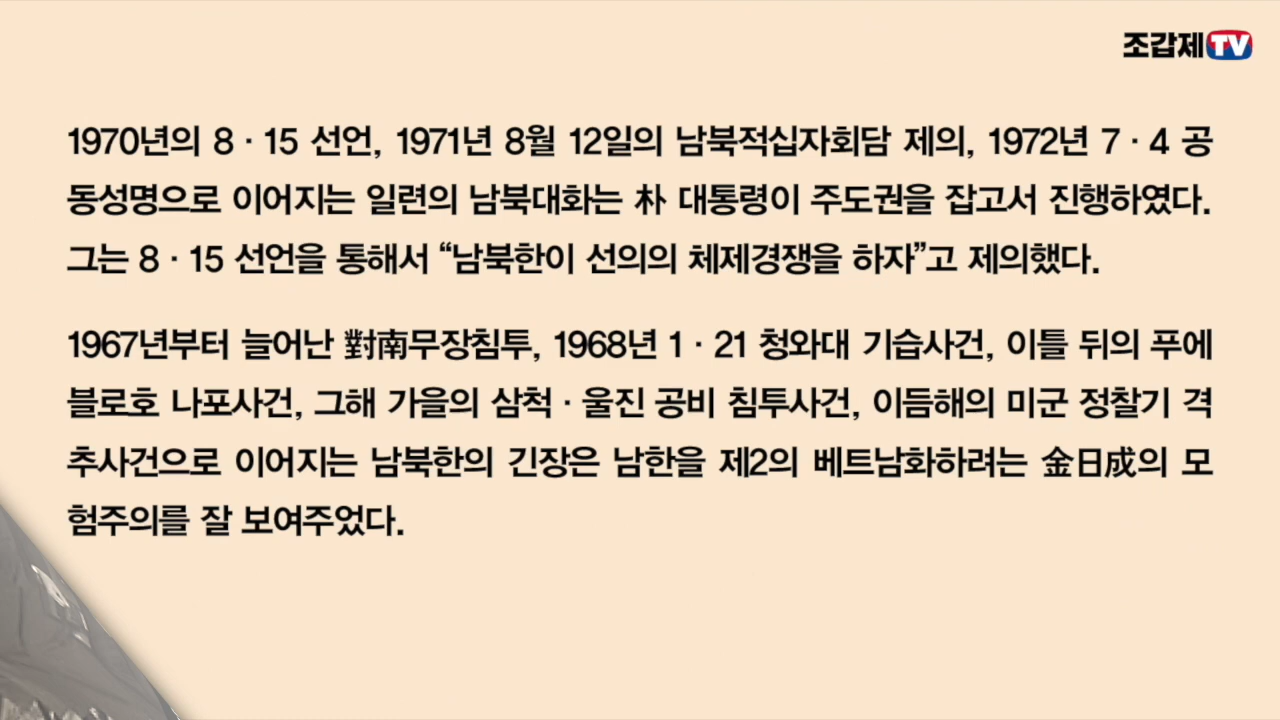 조갑제TV
1970년의 8 · 15 선언, 1971년 8월 12일의 남북적십자회담 제의, 1972년 7 · 4 공
동성명으로 이어지는 일련의 남북대화는 朴 대통령이 주도권을 잡고서 진행하였다.
그는 8 · 15 선언을 통해서 “남북한이 선의의 체제경쟁을 하자”고 제의했다.
1967년부터 늘어난 對南무장침투, 1968년 1 · 21 청와대 기습사건, 이틀 뒤의 푸에
블로호 나포사건, 그해 가을의 삼척 · 울진 공비 침투사건, 이듬해의 미군 정찰기 격
추사건으로 이어지는 남북한의 긴장은 남한을 제2의 베트남화하려는 金日成의 모
험주의를 잘 보여주었다.